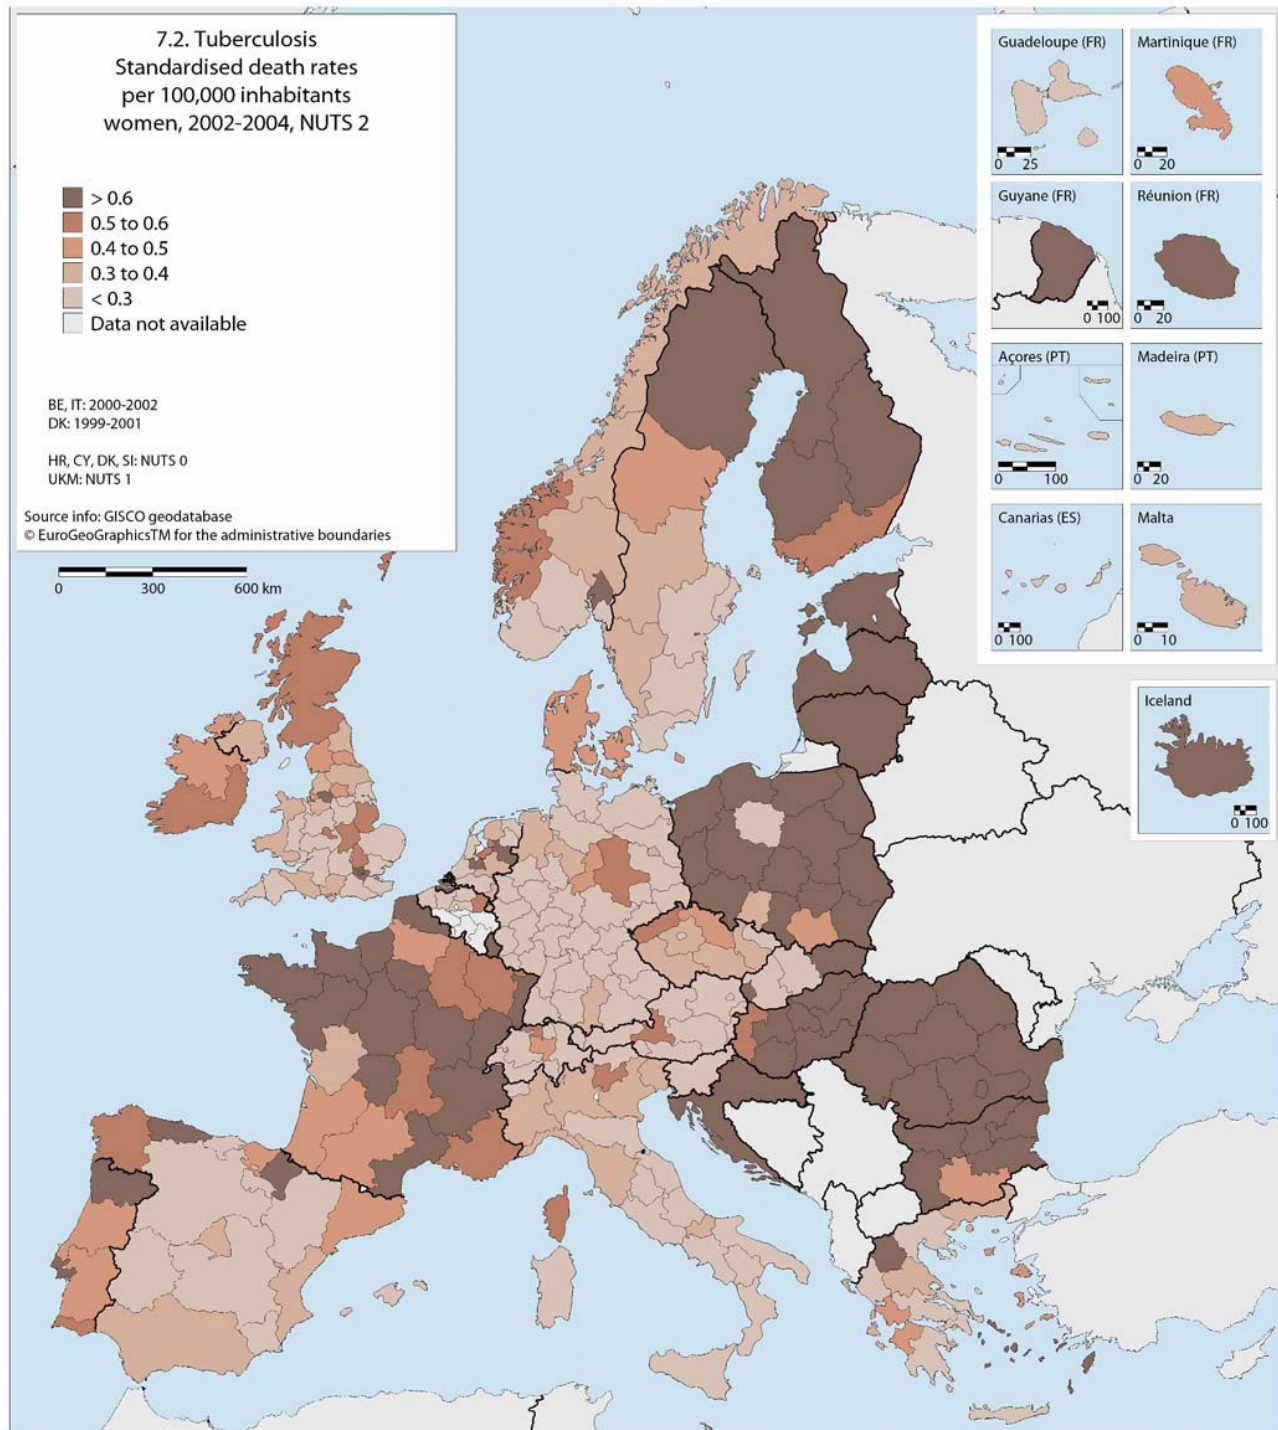 7.2. Tuberculosis
Standardised death rates
per 100,000 inhabitants
women, 2002-2004, NUTS 2
> 0.6
0.5 to 0.6
0.4 to 0.5
0.3 to 0.4
< 0.3
Data not available
BE, IT: 2000-2002
DK: 1999-2001
HR, CY, DK, SI: NUTS 0
UKM: NUTS 1
Source info: GISCO geodatabase
© EuroGeoGraphicsTM for the administrative boundaries
0 300 600 km
Guadeloupe (FR)
0 25
Martinique (FR)
0 20
Guyane (FR)
0 100
Réunion (FR)
0 20
Açores (PT)
0 100
Madeira (PT)
0 20
Canarias (ES)
0 100
Malta
0 10
Iceland
0 100